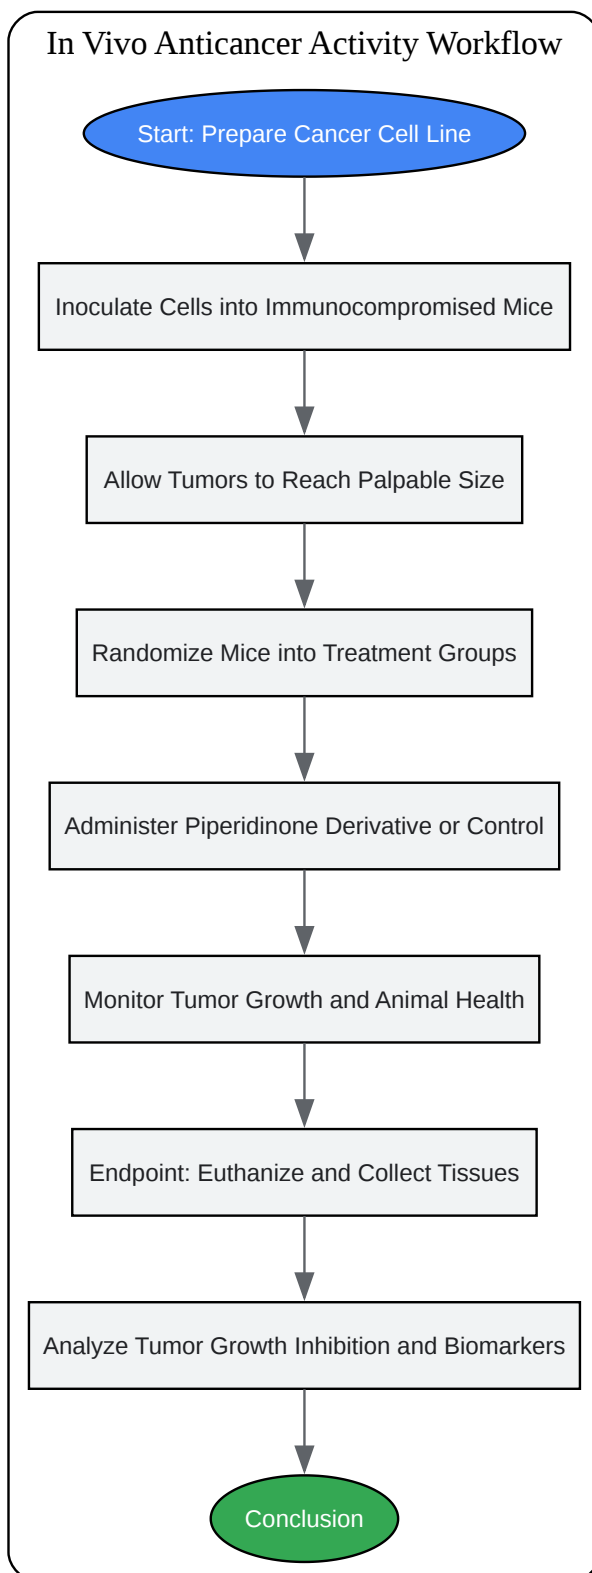 In Vivo Anticancer Activity Workflow
Start: Prepare Cancer Cell Line
Inoculate Cells into Immunocompromised Mice
Allow Tumors to Reach Palpable Size
Randomize Mice into Treatment Groups
Administer Piperidinone Derivative or Control
Monitor Tumor Growth and Animal Health
Endpoint: Euthanize and Collect Tissues
Analyze Tumor Growth Inhibition and Biomarkers
Conclusion